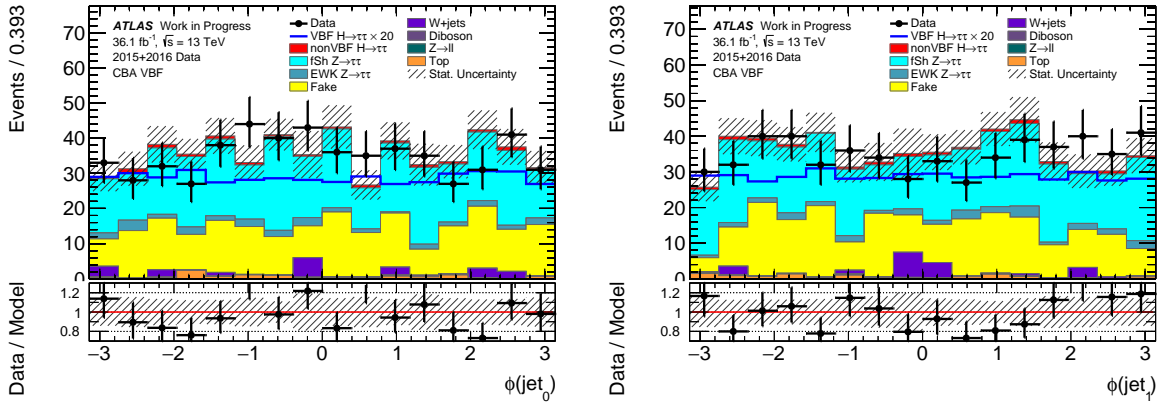 ATLAS Work in Progress
36.1 fb⁻¹, √s = 13 TeV
2015+2016 Data
CBA VBF
Data
VBF H→ττ × 20
nonVBF H→ττ
fSh Z→ττ
EWK Z→ττ
Fake
W+jets
Diboson
Z→ll
Top
Stat. Uncertainty
Events / 0.393
70
60
50
40
30
20
10
0
Data / Model
1.2
1
0.8
−3 −2 −1 0 1 2 3
ϕ(jet₀)
ATLAS Work in Progress
36.1 fb⁻¹, √s = 13 TeV
2015+2016 Data
CBA VBF
Data
VBF H→ττ × 20
nonVBF H→ττ
fSh Z→ττ
EWK Z→ττ
Fake
W+jets
Diboson
Z→ll
Top
Stat. Uncertainty
Events / 0.393
70
60
50
40
30
20
10
0
Data / Model
1.2
1
0.8
−3 −2 −1 0 1 2 3
ϕ(jet₁)